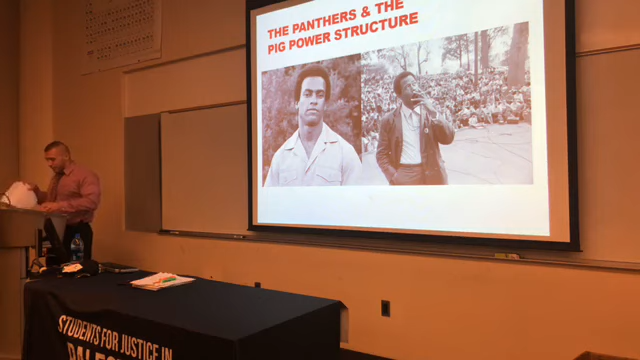 THE PANTHERS & THE
PIG POWER STRUCTURE
STUDENTS FOR JUSTICE IN